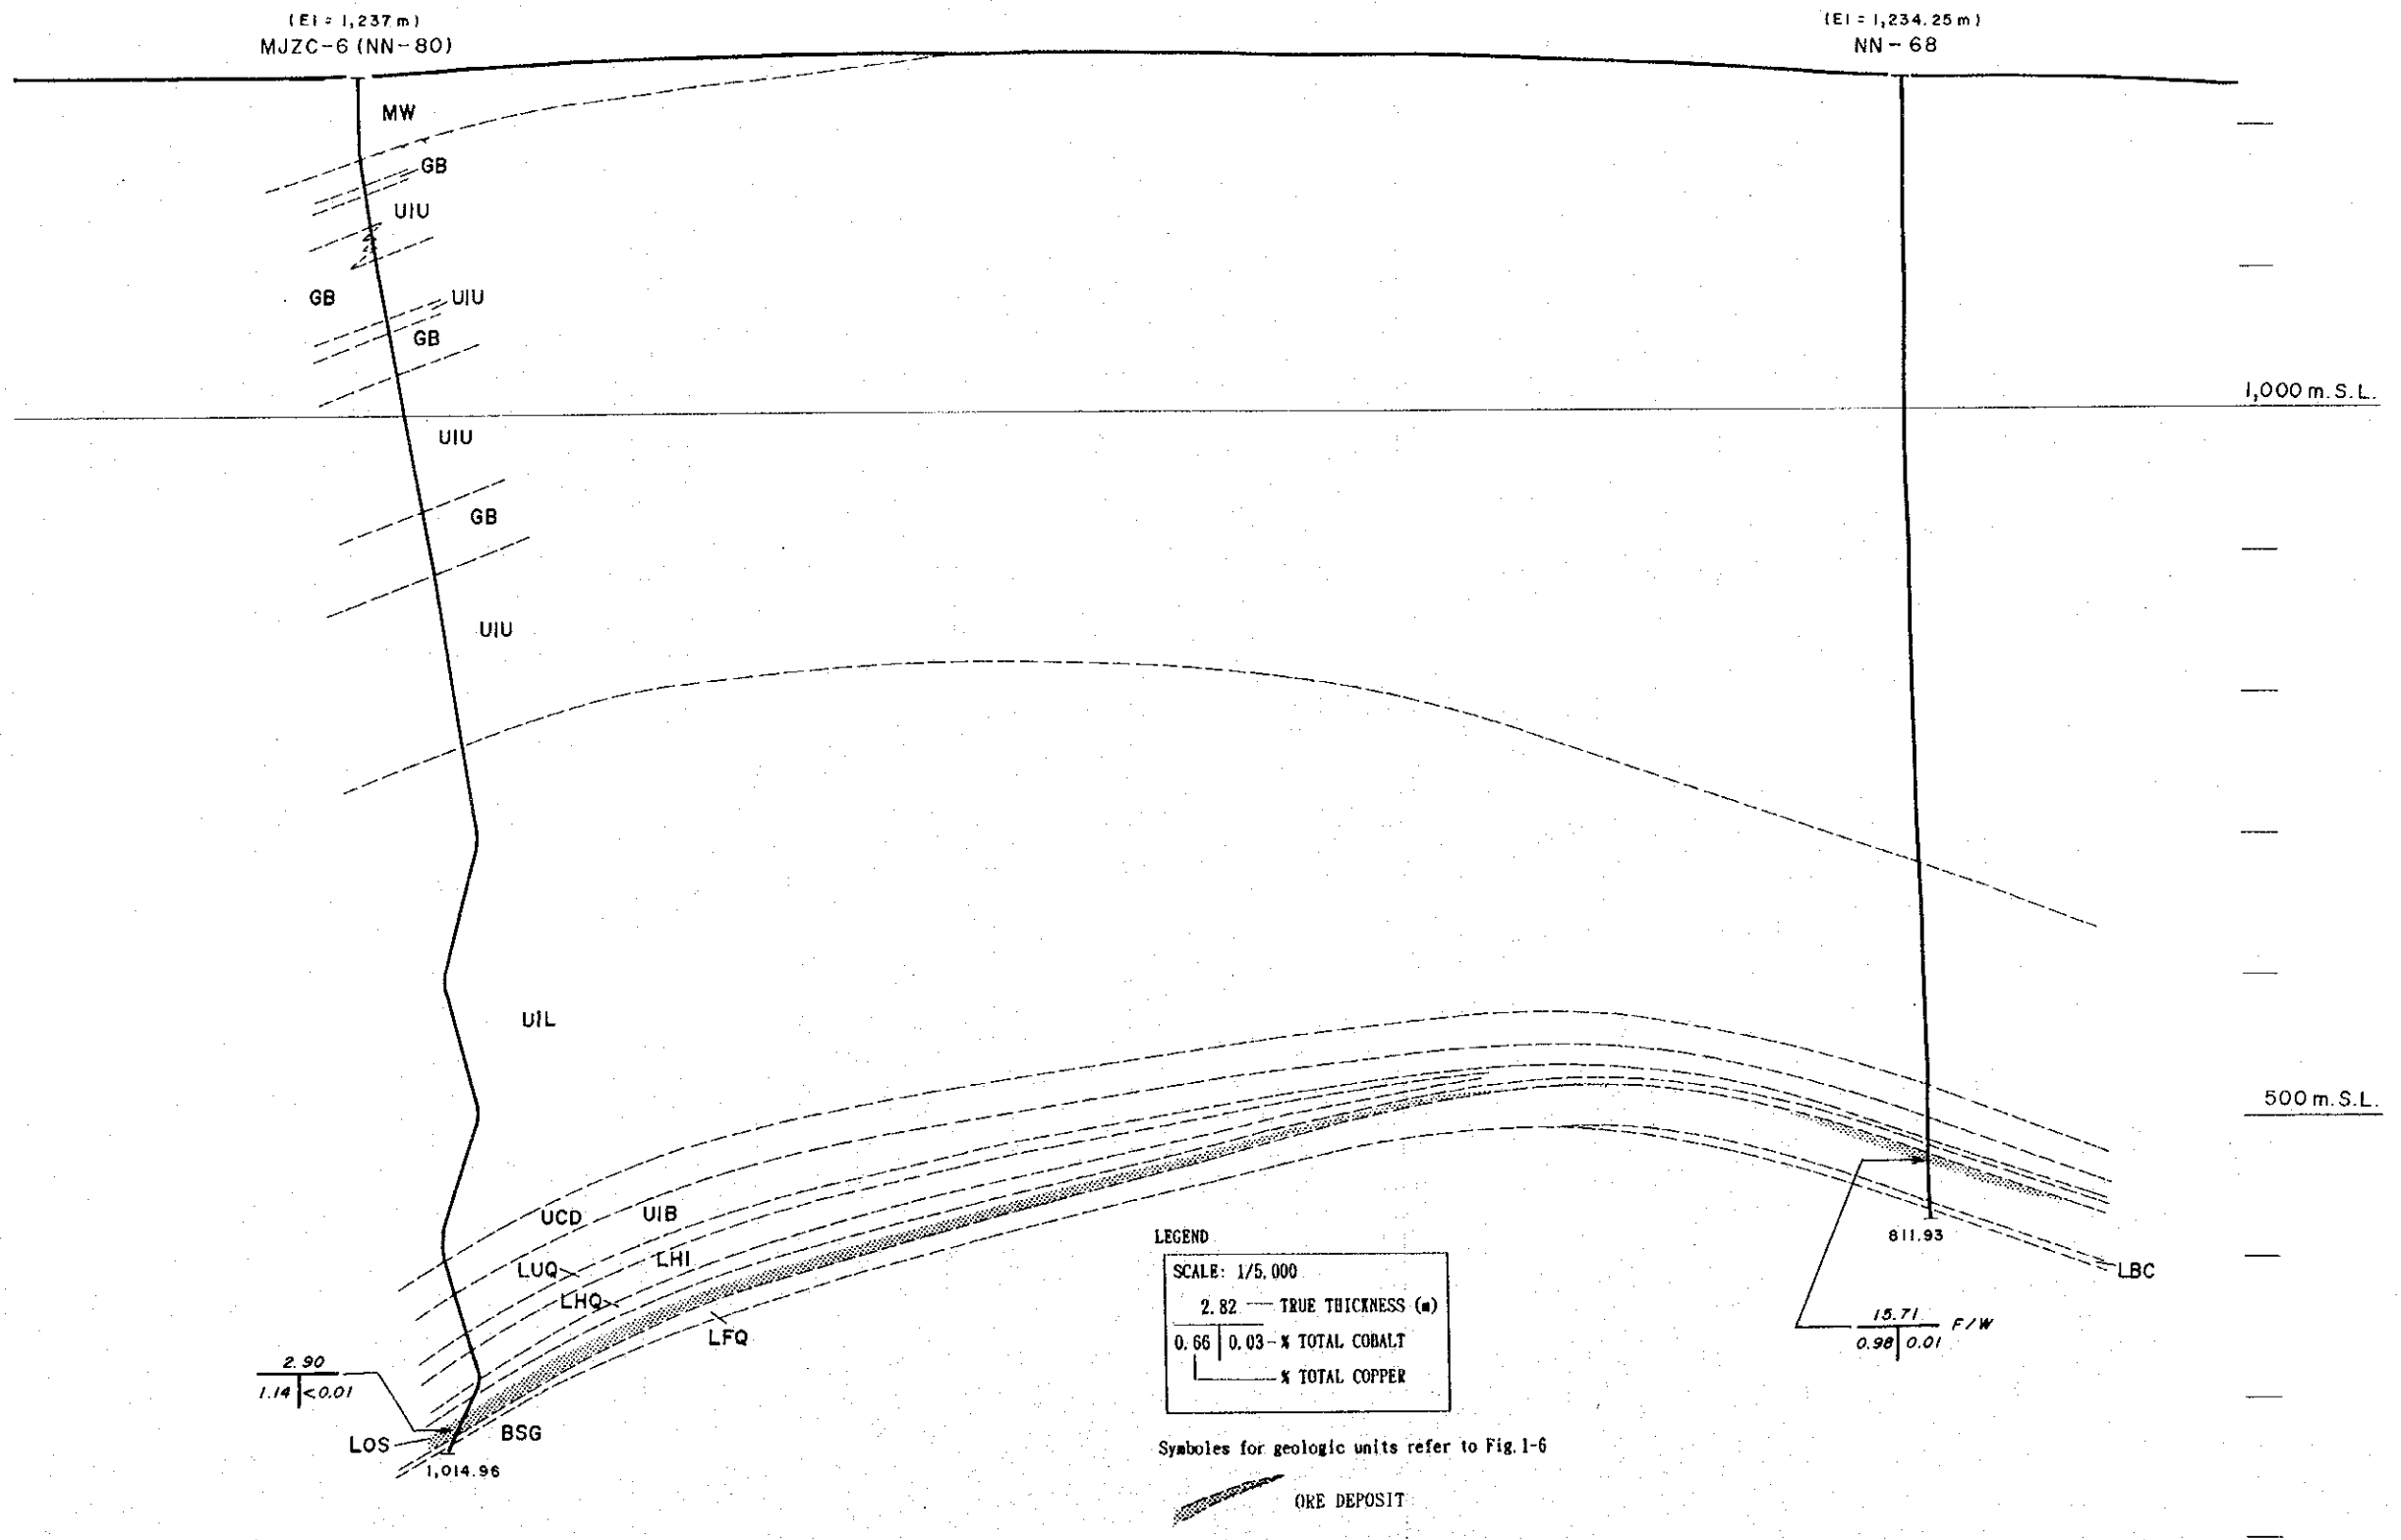 (El = 1,237 m)
MJZC-6 (NN-80)
(El = 1,234.25 m)
NN-68
MW
GB
UIU
GB
UIU
GB
1,000 m. S.L.
UIU
GB
UIU
UIL
500 m. S.L.
UCD
UIB
LUQ
LHI
LHQ
LFQ
LOS
BSG
LBC
2.90
1.14 <0.01
1,014.96
811.93
15.71 F/W
0.98 0.01
LEGEND
SCALE: 1/5,000
2.82 — TRUE THICKNESS (m)
0.66 0.03 - % TOTAL COBALT
% TOTAL COPPER
Symboles for geologic units refer to Fig. 1-6
ORE DEPOSIT